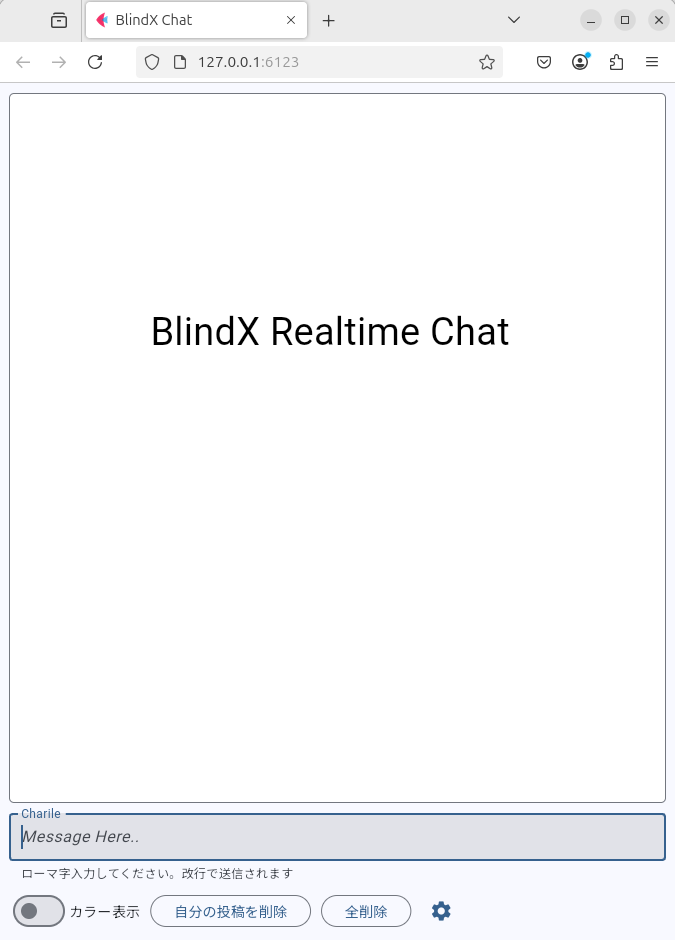 BlindX Chat
127.0.0.1:6123
BlindX Realtime Chat
Charile
Message Here..
ローマ字入力してください。改行で送信されます
カラー表示
自分の投稿を削除
全削除